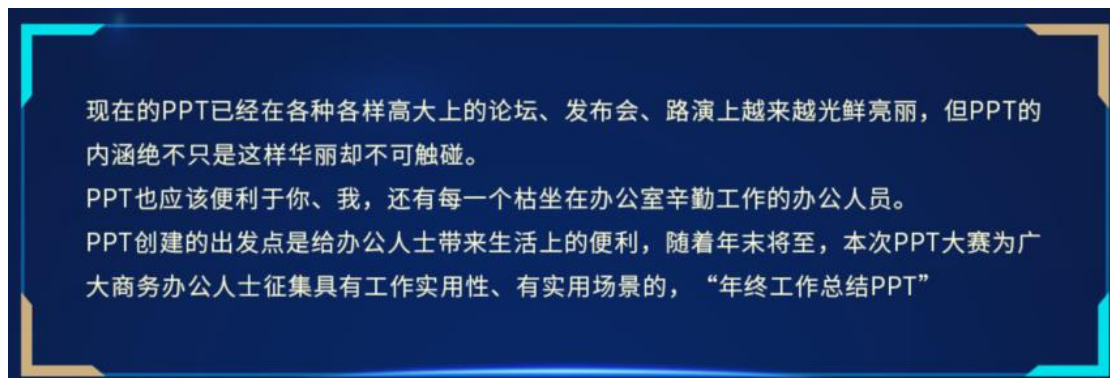 现在的PPT已经在各种各样高大上的论坛、发布会、路演上越来越光鲜亮丽，但PPT的
内涵绝不只是这样华丽却不可触碰。
PPT也应该便利于你、我，还有每一个枯坐在办公室辛勤工作的办公人员。
PPT创建的出发点是给办公人士带来生活上的便利，随着年末将至，本次PPT大赛为广
大商务办公人士征集具有工作实用性、有实用场景的，“年终工作总结PPT”